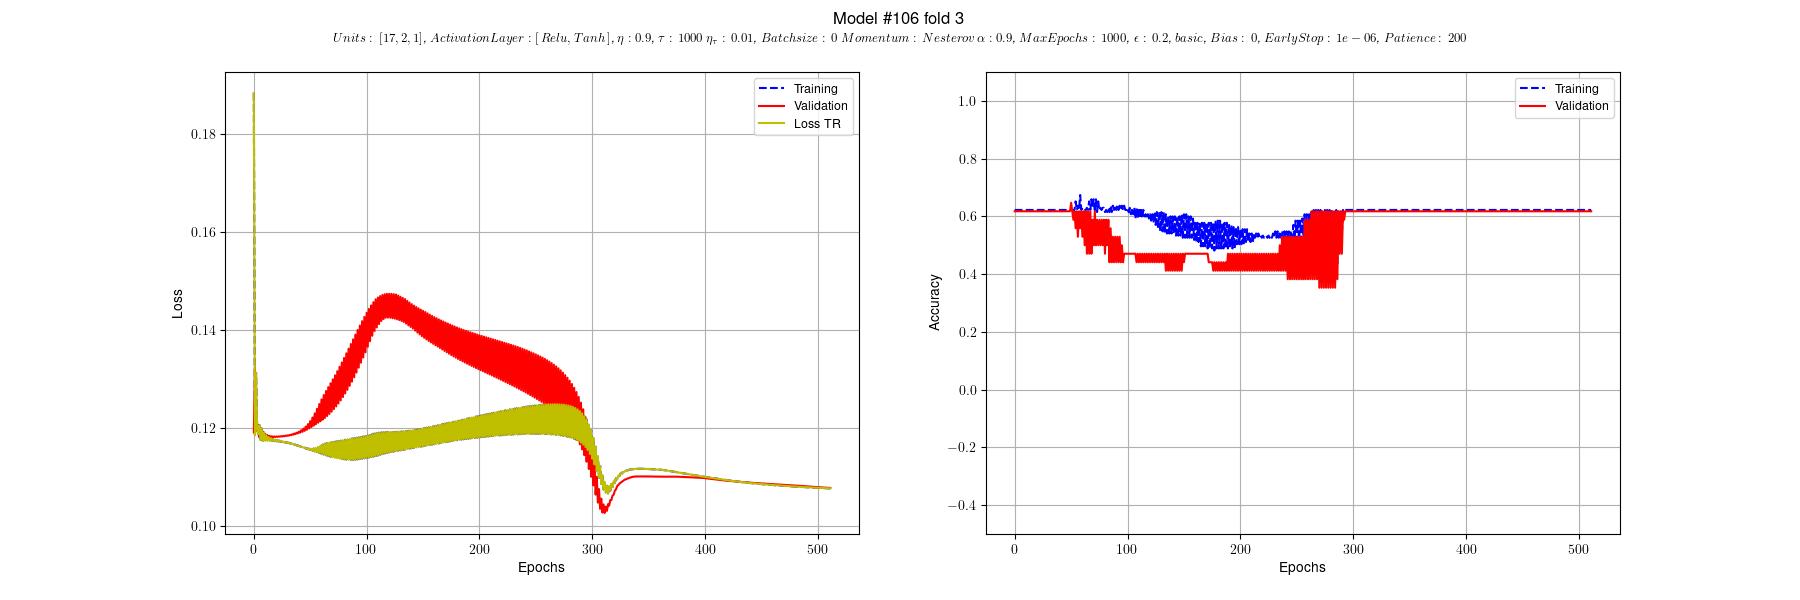 Model #106 fold 3
Units : [17, 2, 1], ActivationLayer : [Relu, Tanh], η : 0.9, τ : 1000 η_τ : 0.01, Batchsize : 0 Momentum : Nesterov α : 0.9, MaxEpochs : 1000, ϵ : 0.2, basic, Bias : 0, EarlyStop : 1e − 06, Patience : 200
Loss
0.18
0.16
0.14
0.12
0.10
0 100 200 300 400 500
Epochs
Training
Validation
Loss TR
Accuracy
1.0
0.8
0.6
0.4
0.2
0.0
−0.2
−0.4
0 100 200 300 400 500
Epochs
Training
Validation